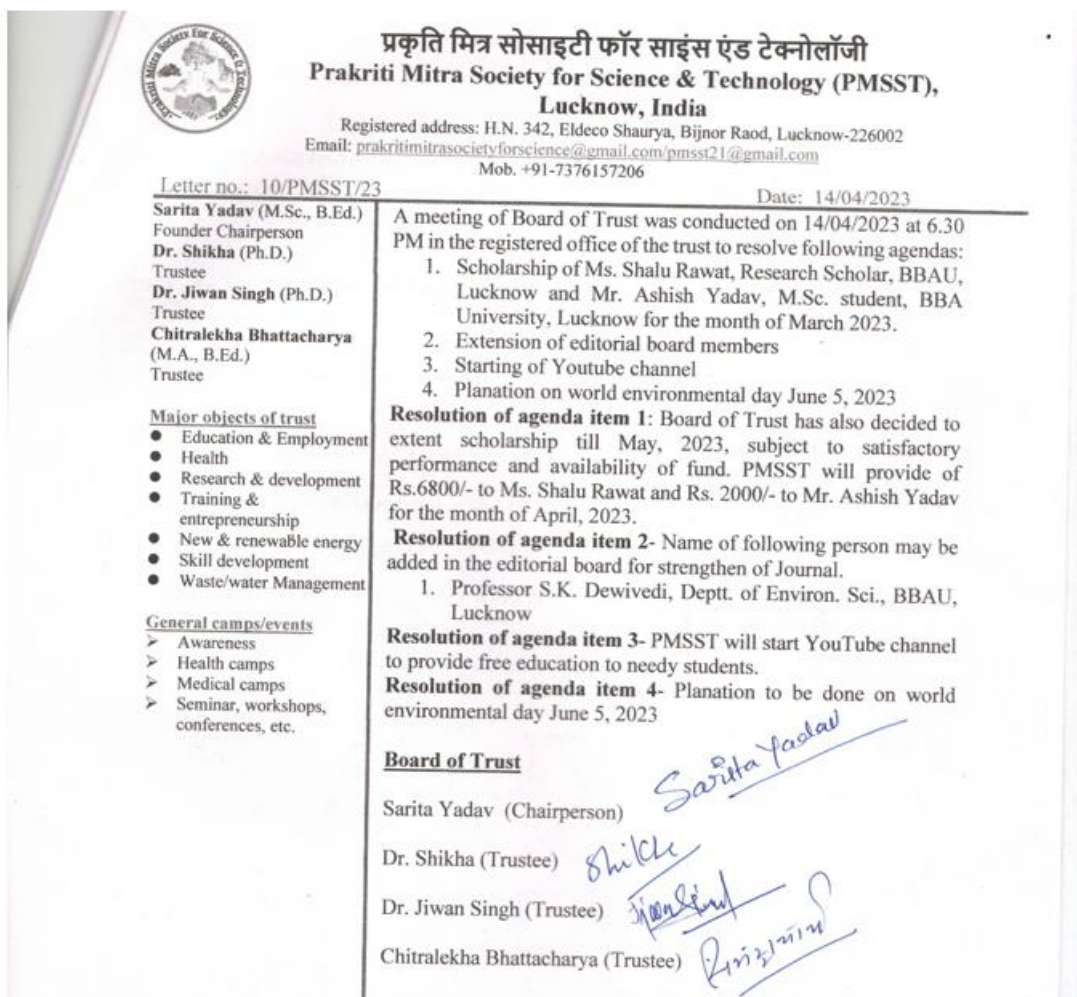 Prakriti Mitra Society For Science & Technology
प्रकृति मित्र सोसाइटी फॉर साइंस एंड टेक्नोलॉजी
Prakriti Mitra Society for Science & Technology (PMSST),
Lucknow, India
Registered address: H.N. 342, Eldeco Shaurya, Bijnor Raod, Lucknow-226002
Email: prakritimitrasocietyforscience@gmail.com/pmsst21@gmail.com
Mob. +91-7376157206
Letter no.: 10/PMSST/23
Date: 14/04/2023
Sarita Yadav (M.Sc., B.Ed.)
Founder Chairperson
Dr. Shikha (Ph.D.)
Trustee
Dr. Jiwan Singh (Ph.D.)
Trustee
Chitralekha Bhattacharya
(M.A., B.Ed.)
Trustee
Major objects of trust
● Education & Employment
● Health
● Research & development
● Training &
entrepreneurship
● New & renewable energy
● Skill development
● Waste/water Management
General camps/events
➢ Awareness
➢ Health camps
➢ Medical camps
➢ Seminar, workshops,
conferences, etc.
A meeting of Board of Trust was conducted on 14/04/2023 at 6.30
PM in the registered office of the trust to resolve following agendas:
1. Scholarship of Ms. Shalu Rawat, Research Scholar, BBAU,
Lucknow and Mr. Ashish Yadav, M.Sc. student, BBA
University, Lucknow for the month of March 2023.
2. Extension of editorial board members
3. Starting of Youtube channel
4. Planation on world environmental day June 5, 2023
Resolution of agenda item 1: Board of Trust has also decided to
extent scholarship till May, 2023, subject to satisfactory
performance and availability of fund. PMSST will provide of
Rs.6800/- to Ms. Shalu Rawat and Rs. 2000/- to Mr. Ashish Yadav
for the month of April, 2023.
Resolution of agenda item 2- Name of following person may be
added in the editorial board for strengthen of Journal.
1. Professor S.K. Dewivedi, Deptt. of Environ. Sci., BBAU,
Lucknow
Resolution of agenda item 3- PMSST will start YouTube channel
to provide free education to needy students.
Resolution of agenda item 4- Planation to be done on world
environmental day June 5, 2023
Board of Trust
Sarita Yadav
Sarita Yadav (Chairperson)
Dr. Shikha (Trustee) Shikha
Dr. Jiwan Singh (Trustee)
Chitralekha Bhattacharya (Trustee)